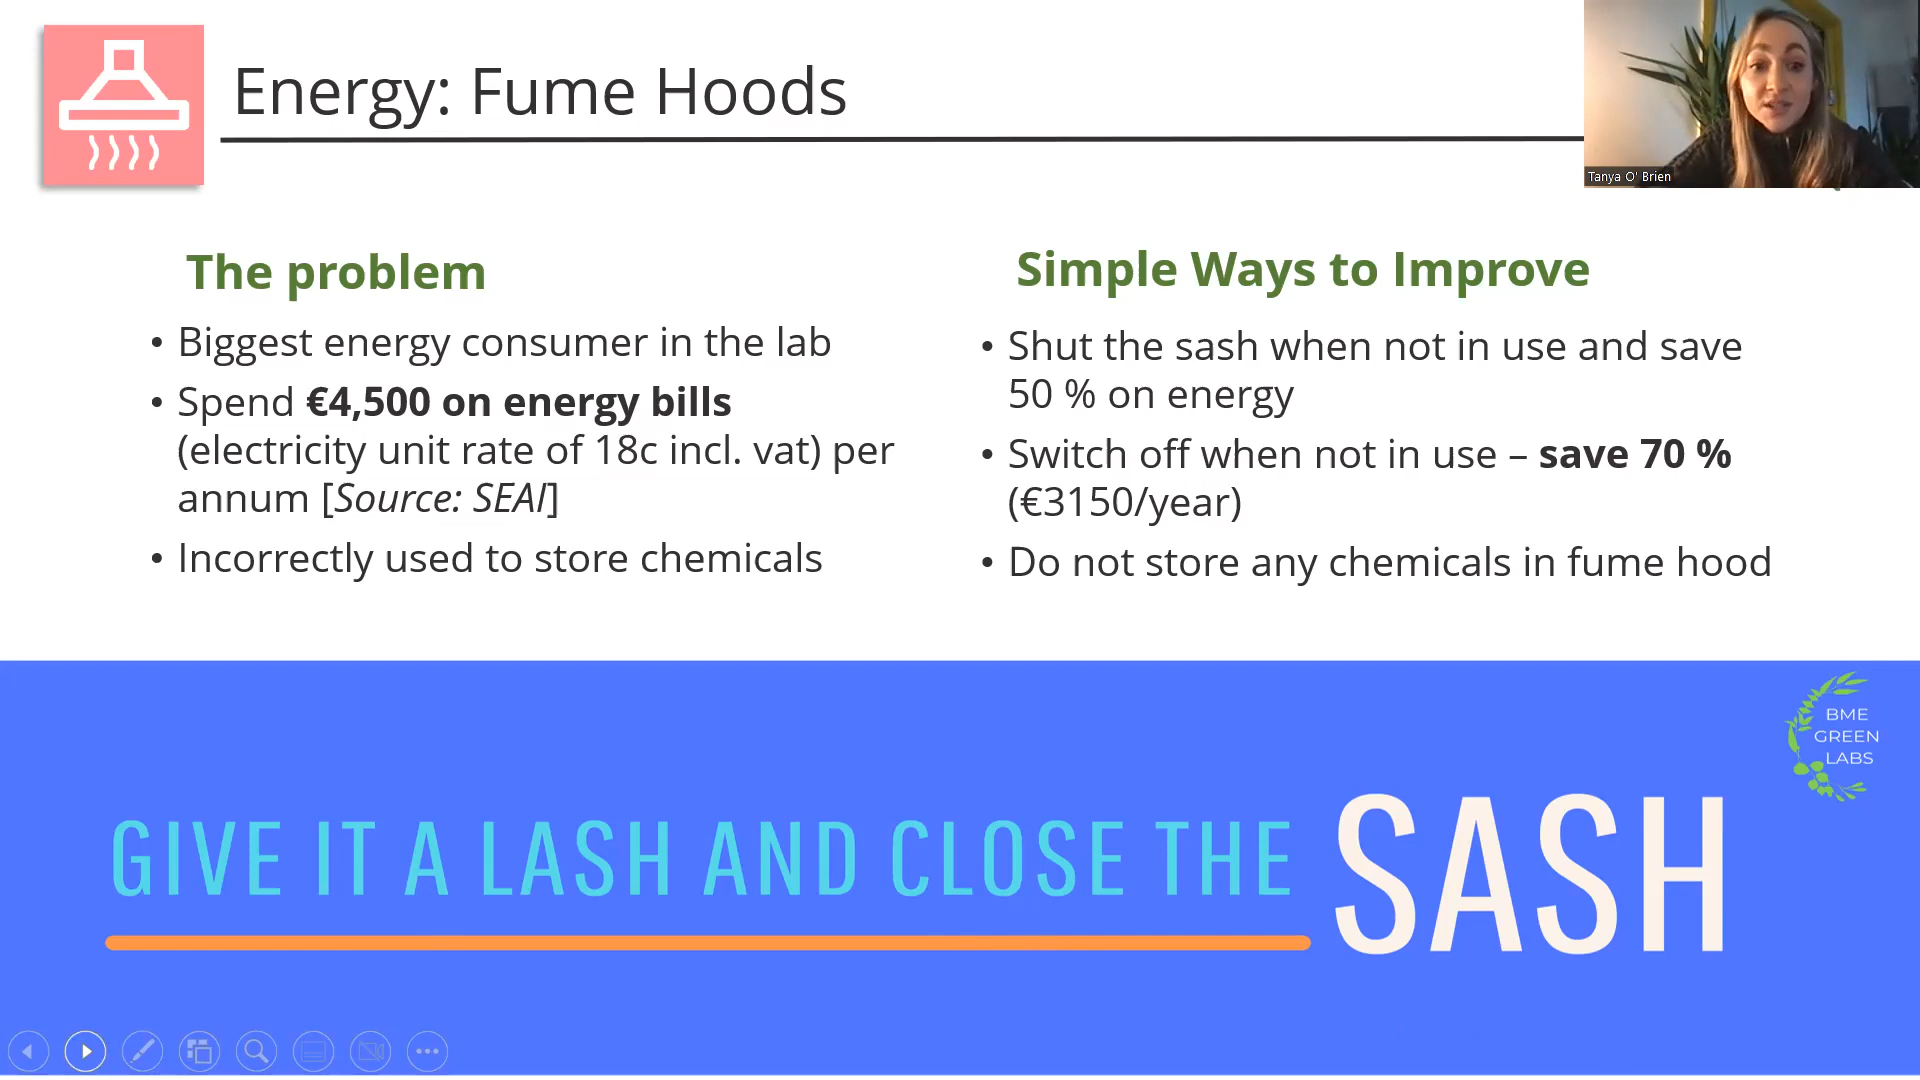 Energy: Fume Hoods
Tanya O' Brien
The problem
• Biggest energy consumer in the lab
• Spend €4,500 on energy bills
(electricity unit rate of 18c incl. vat) per
annum [Source: SEAI]
• Incorrectly used to store chemicals
Simple Ways to Improve
• Shut the sash when not in use and save
50 % on energy
• Switch off when not in use – save 70 %
(€3150/year)
• Do not store any chemicals in fume hood
BME
GREEN
LABS
GIVE IT A LASH AND CLOSE THE SASH